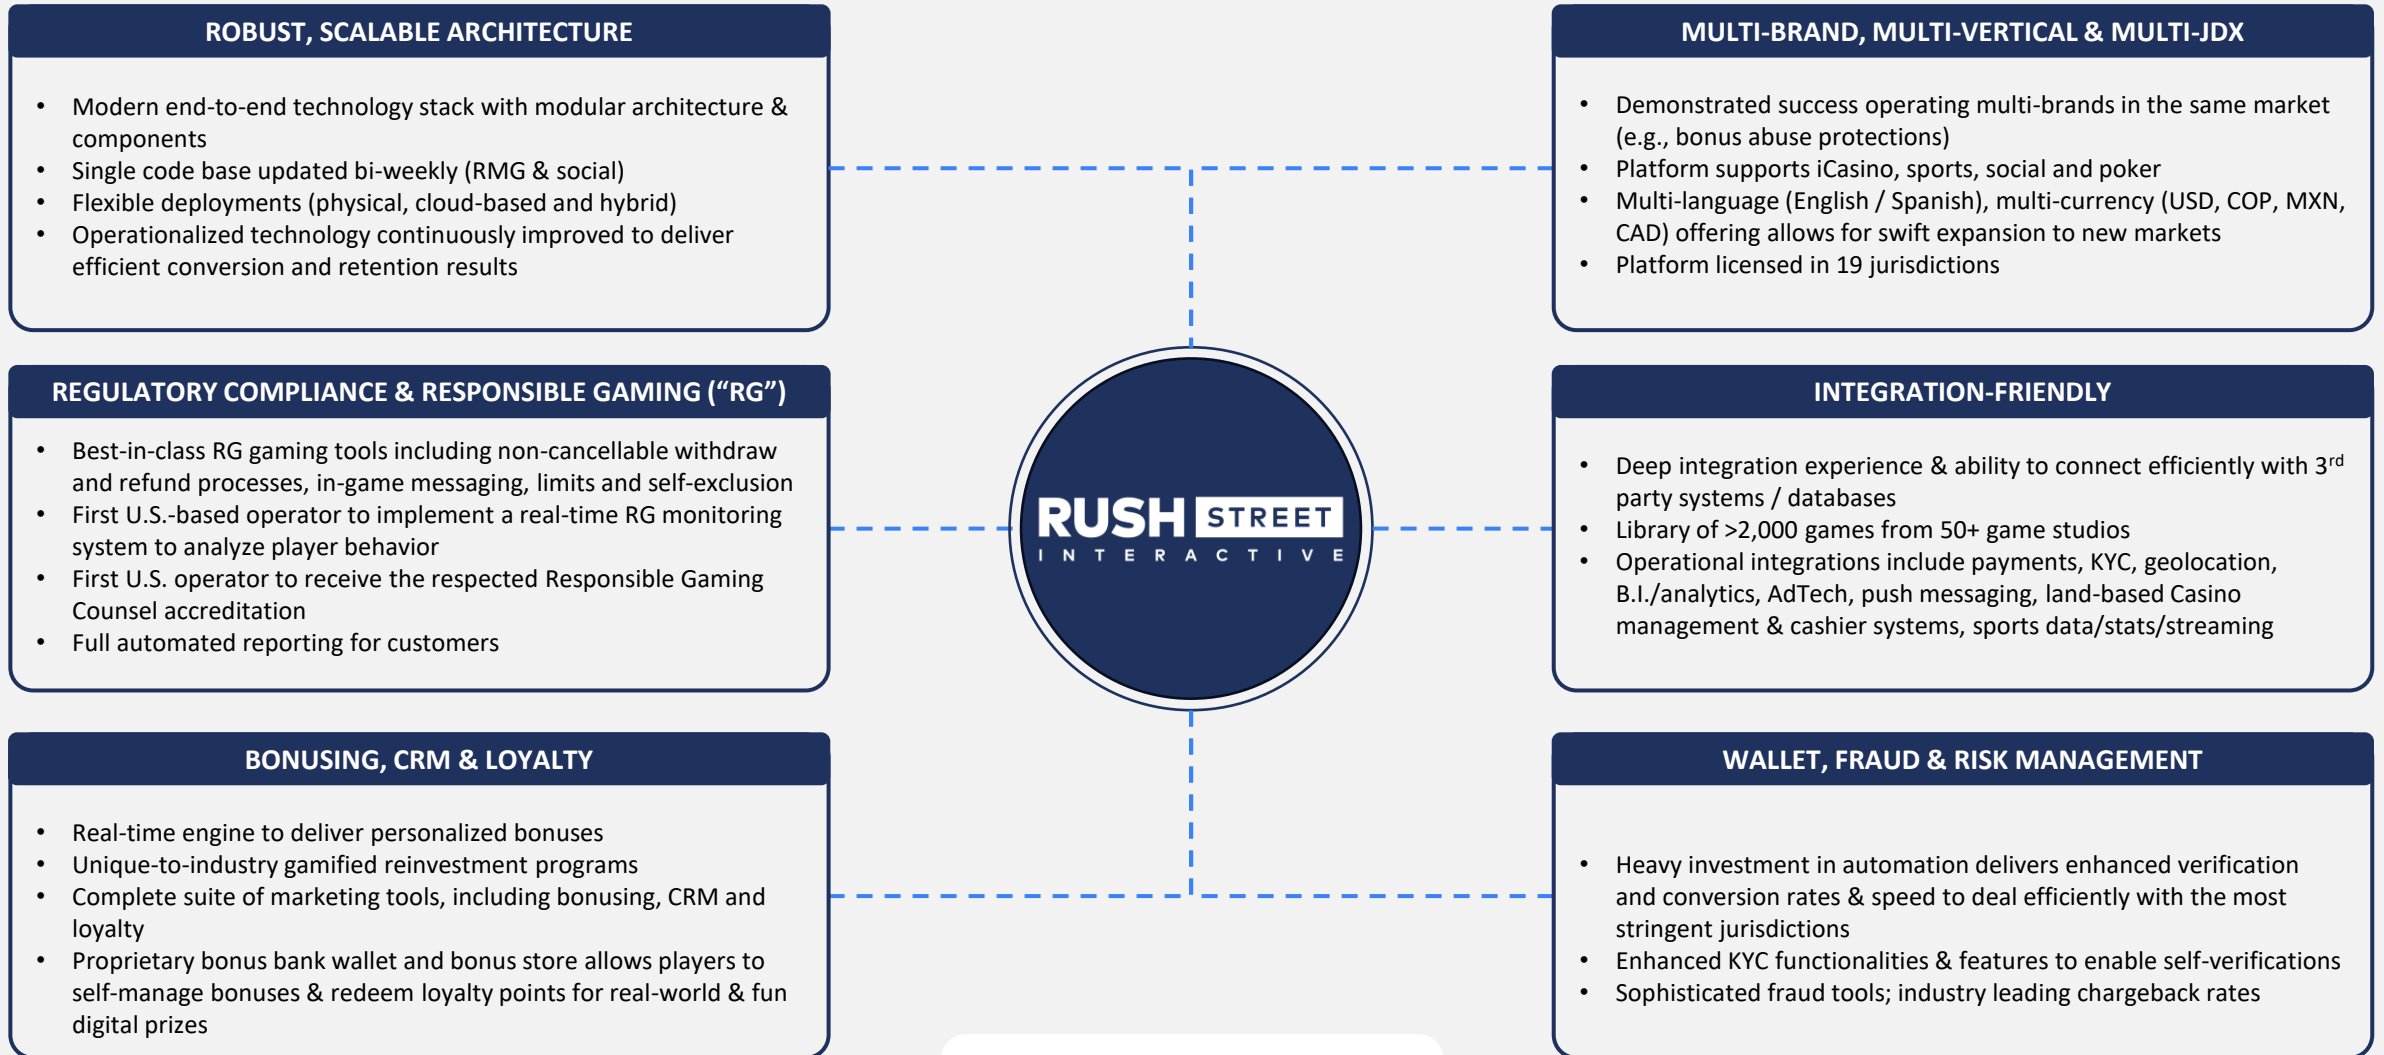 ROBUST, SCALABLE ARCHITECTURE
• Modern end-to-end technology stack with modular architecture &
components
• Single code base updated bi-weekly (RMG & social)
• Flexible deployments (physical, cloud-based and hybrid)
• Operationalized technology continuously improved to deliver
efficient conversion and retention results
MULTI-BRAND, MULTI-VERTICAL & MULTI-JDX
• Demonstrated success operating multi-brands in the same market
(e.g., bonus abuse protections)
• Platform supports iCasino, sports, social and poker
• Multi-language (English / Spanish), multi-currency (USD, COP, MXN,
CAD) offering allows for swift expansion to new markets
• Platform licensed in 19 jurisdictions
REGULATORY COMPLIANCE & RESPONSIBLE GAMING (“RG”)
• Best-in-class RG gaming tools including non-cancellable withdraw
and refund processes, in-game messaging, limits and self-exclusion
• First U.S.-based operator to implement a real-time RG monitoring
system to analyze player behavior
• First U.S. operator to receive the respected Responsible Gaming
Counsel accreditation
• Full automated reporting for customers
RUSH STREET
INTERACTIVE
INTEGRATION-FRIENDLY
• Deep integration experience & ability to connect efficiently with 3rd
party systems / databases
• Library of >2,000 games from 50+ game studios
• Operational integrations include payments, KYC, geolocation,
B.I./analytics, AdTech, push messaging, land-based Casino
management & cashier systems, sports data/stats/streaming
BONUSING, CRM & LOYALTY
• Real-time engine to deliver personalized bonuses
• Unique-to-industry gamified reinvestment programs
• Complete suite of marketing tools, including bonusing, CRM and
loyalty
• Proprietary bonus bank wallet and bonus store allows players to
self-manage bonuses & redeem loyalty points for real-world & fun
digital prizes
WALLET, FRAUD & RISK MANAGEMENT
• Heavy investment in automation delivers enhanced verification
and conversion rates & speed to deal efficiently with the most
stringent jurisdictions
• Enhanced KYC functionalities & features to enable self-verifications
• Sophisticated fraud tools; industry leading chargeback rates